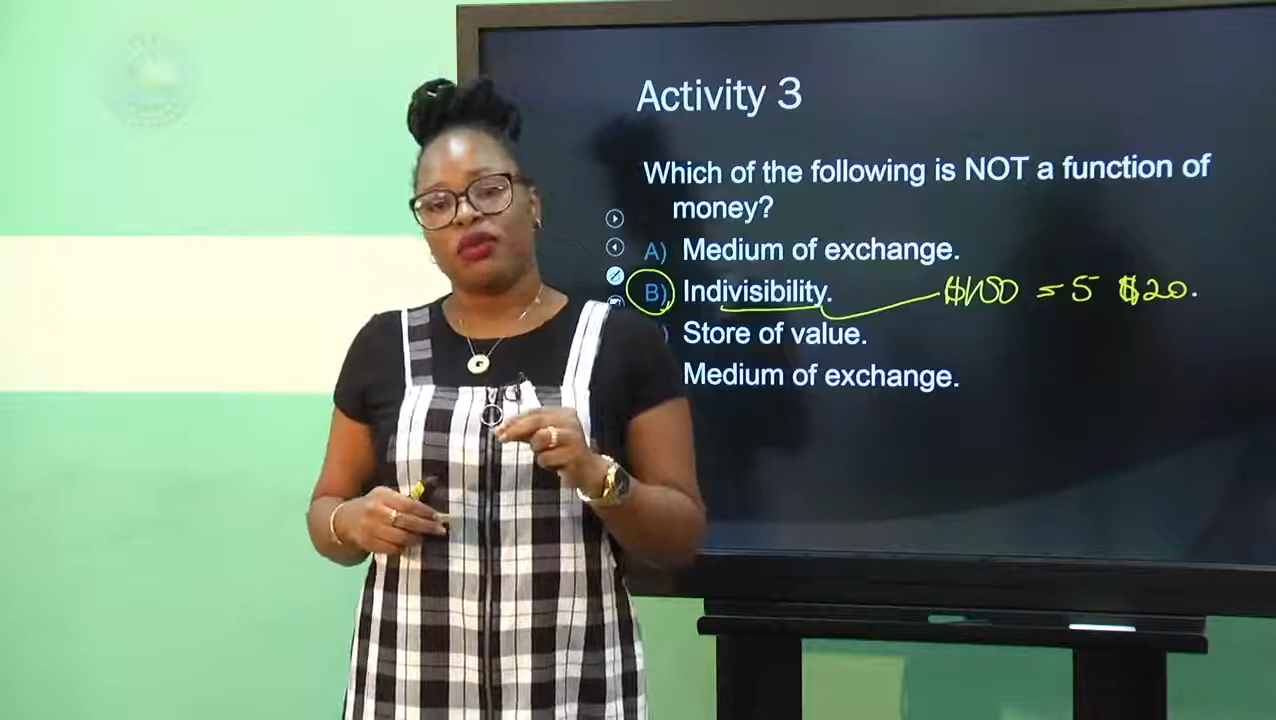 Activity 3
Which of the following is NOT a function of
money?
A) Medium of exchange.
B) Indivisibility. $100 = 5 $20.
) Store of value.
Medium of exchange.